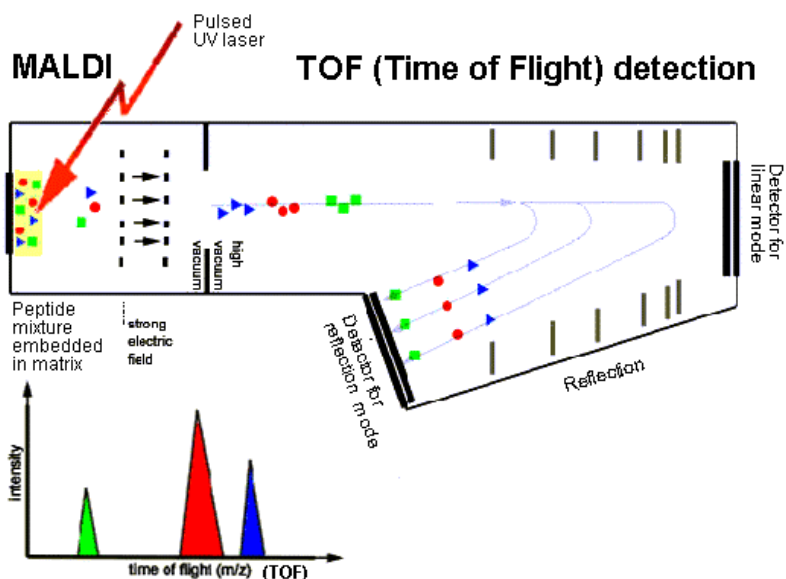 Pulsed
UV laser
MALDI
TOF (Time of Flight) detection
Detector for
linear mode
vacuum
high
vacuum
Peptide
mixture
embedded
in matrix
strong
electric
field
Detector for
reflection mode
Reflection
intensity
time of flight (m/z) (TOF)